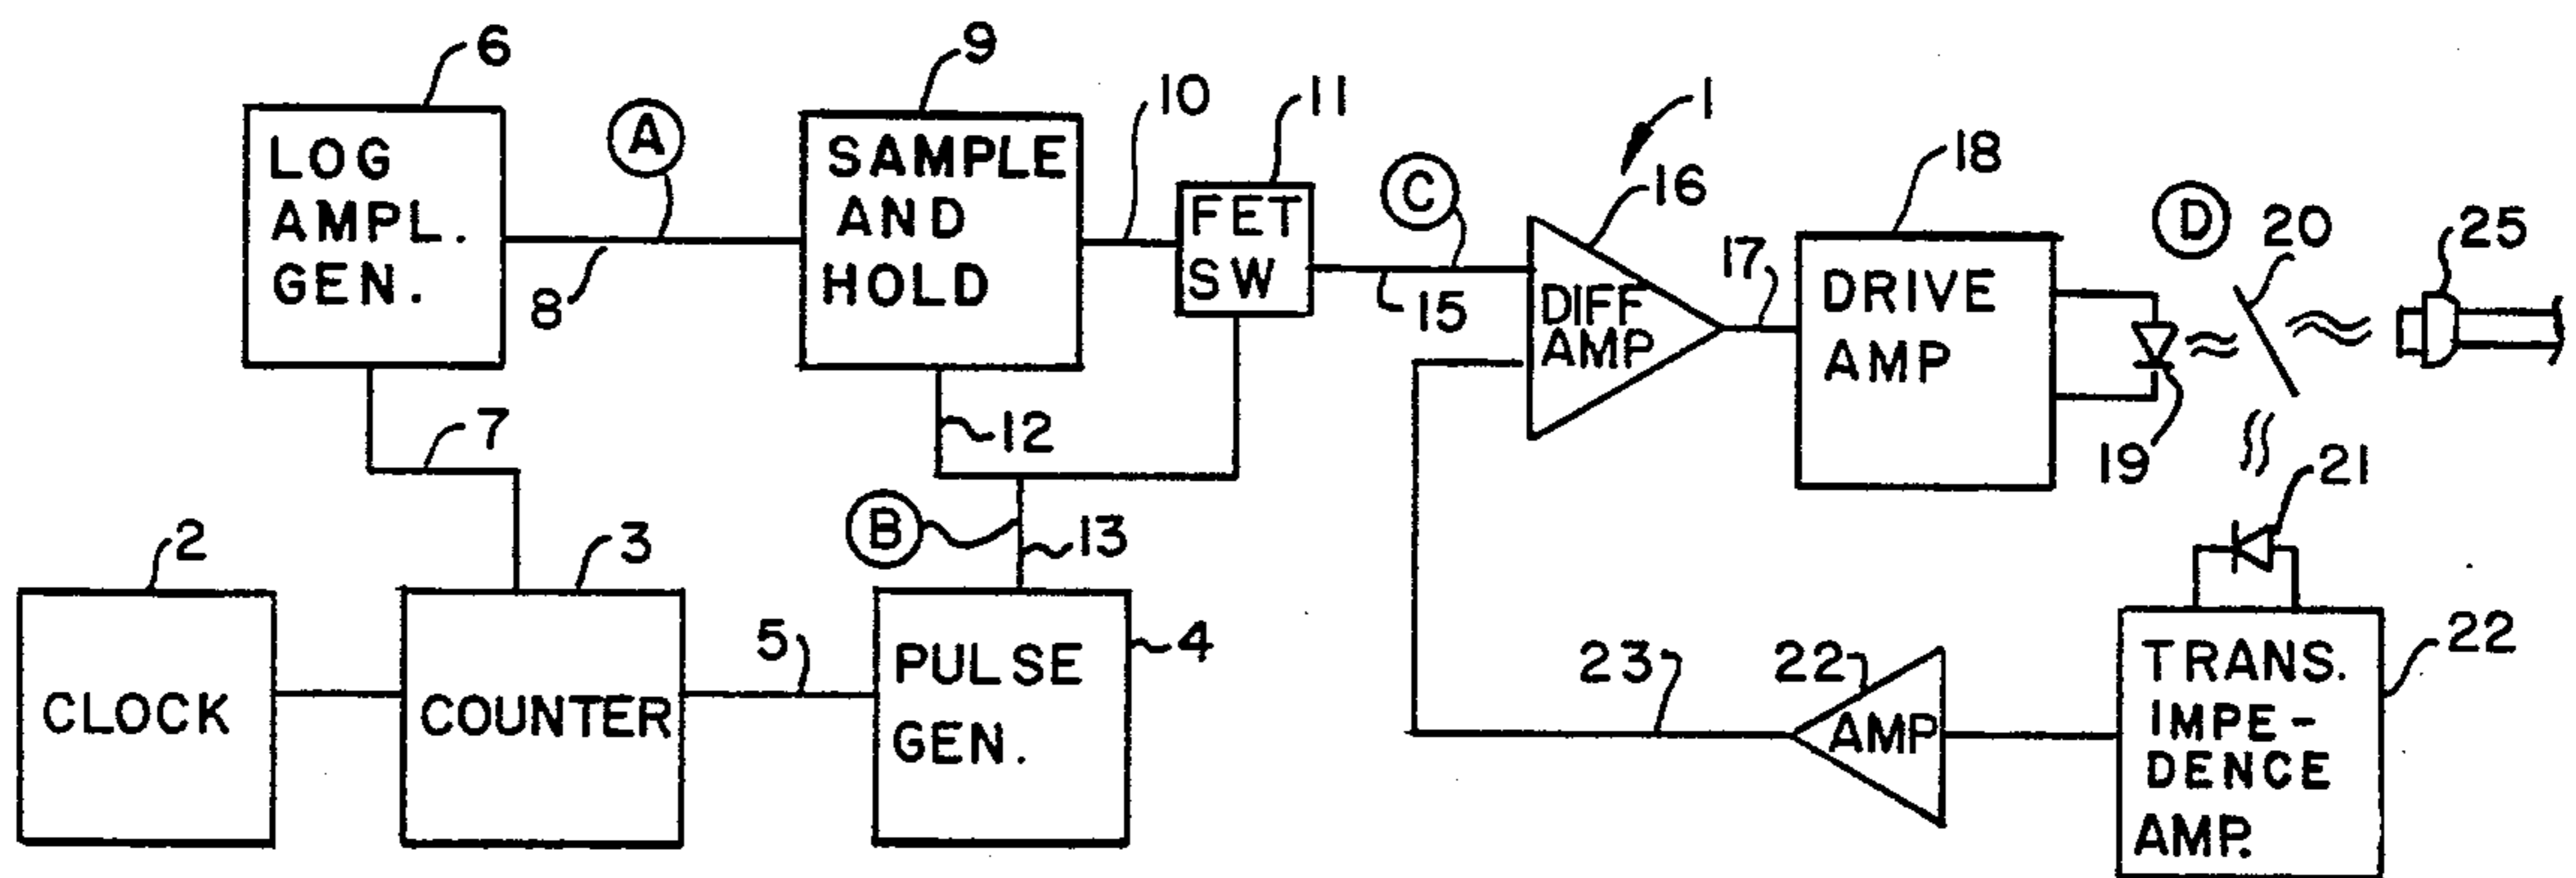 6
LOG
AMPL.
GEN.
7
A
8
9
SAMPLE
AND
HOLD
10
11
FET
SW
12
B
13
C
15
1
16
DIFF
AMP
17
18
DRIVE
AMP
D
20
25
19
21
2
CLOCK
3
COUNTER
5
4
PULSE
GEN.
23
22
AMP
22
TRANS.
IMPE-
DENCE
AMP.